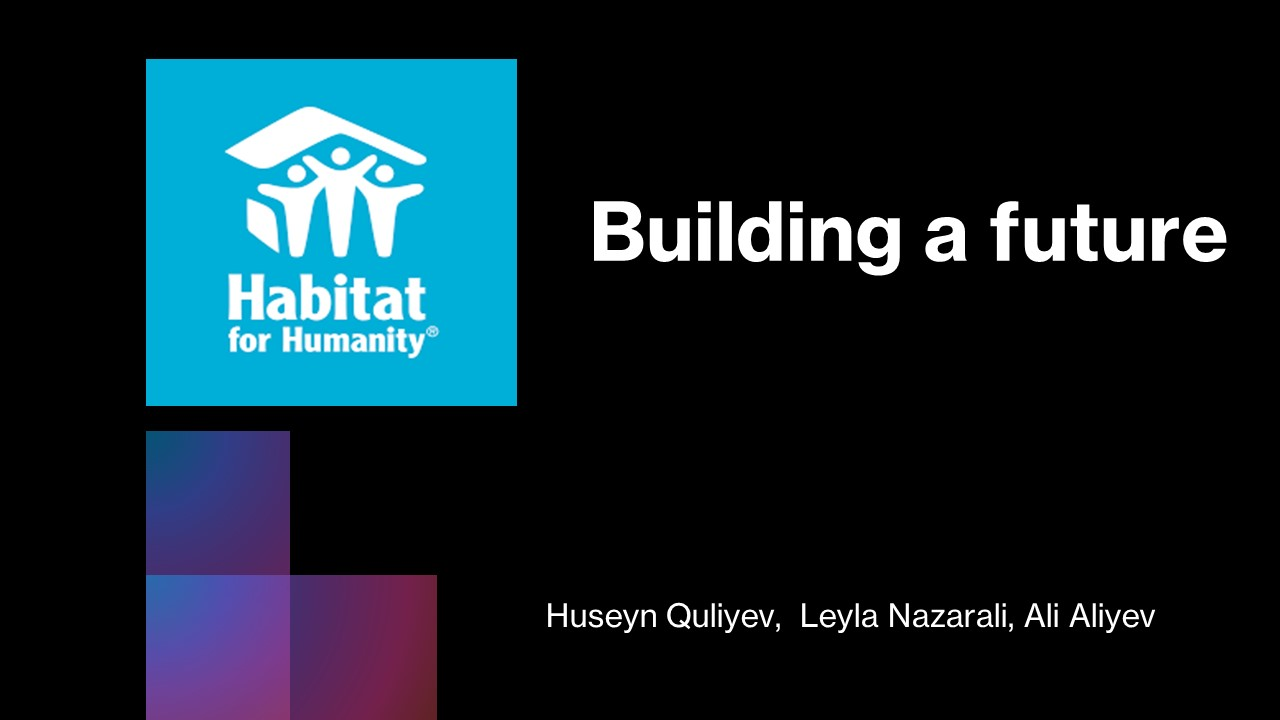 Habitat
for Humanity®
Building a future
Huseyn Quliyev,  Leyla Nazarali, Ali Aliyev